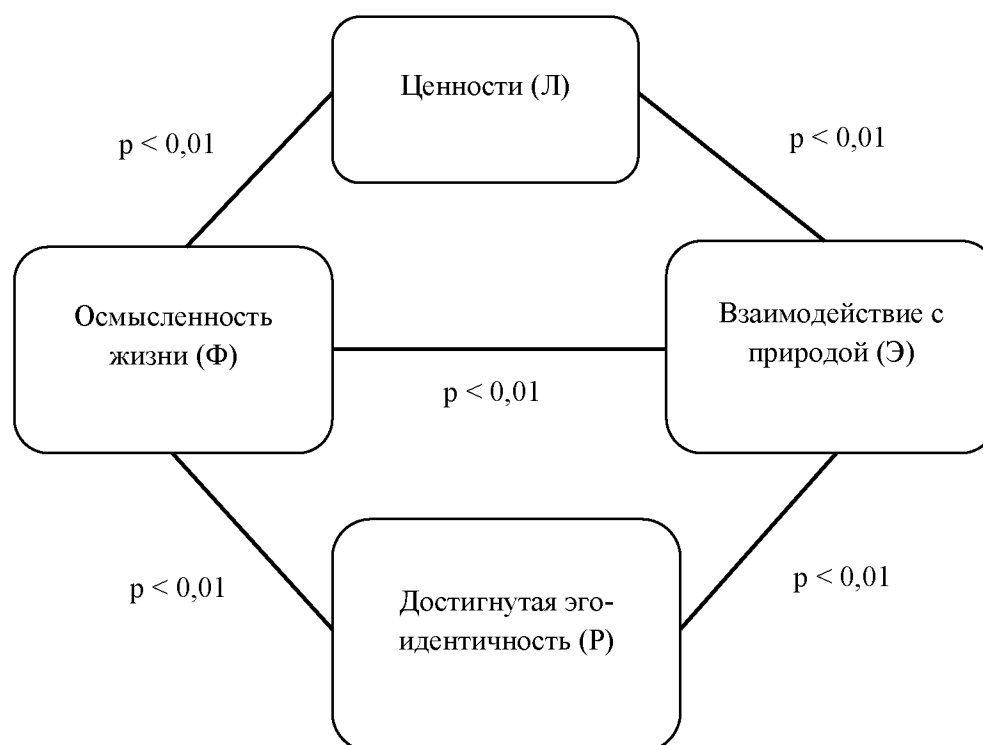 Ценности (Л)
p < 0,01
p < 0,01
Осмысленность
жизни (Ф)
Взаимодействие с
природой (Э)
p < 0,01
Достигнутая эго-
идентичность (Р)
p < 0,01
p < 0,01